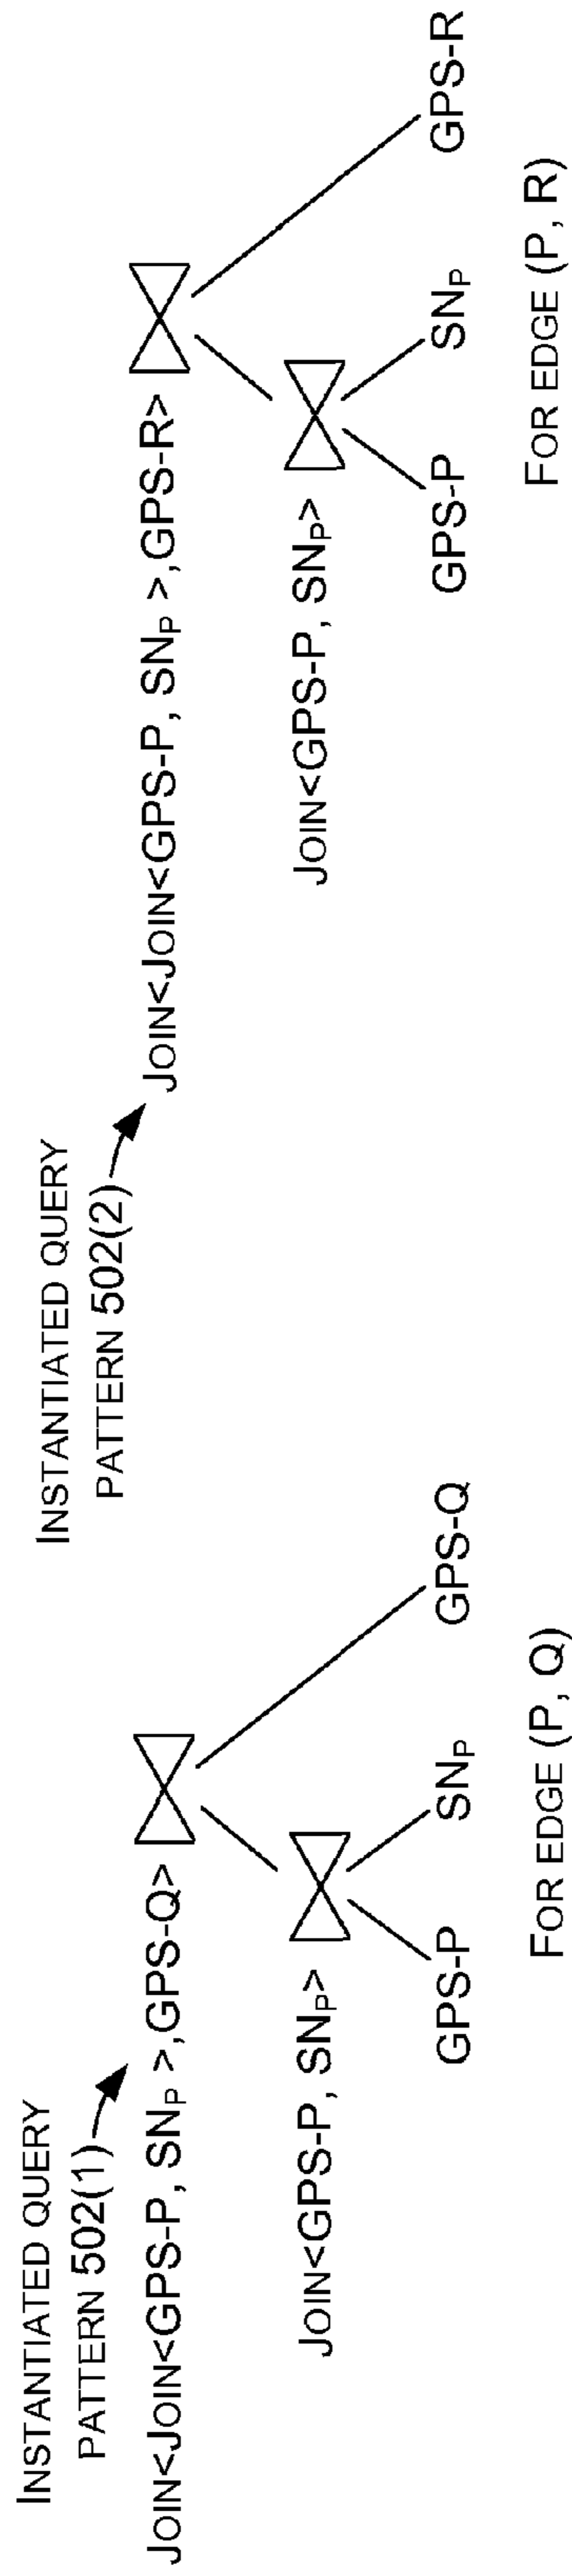 INSTANTIATED QUERY
PATTERN 502(1)
JOIN<JOIN<GPS-P, SNP >,GPS-Q>
JOIN<GPS-P, SNP>
GPS-P
SNP
GPS-Q
FOR EDGE (P, Q)
INSTANTIATED QUERY
PATTERN 502(2)
JOIN<JOIN<GPS-P, SNP >,GPS-R>
JOIN<GPS-P, SNP>
GPS-P
SNP
GPS-R
FOR EDGE (P, R)